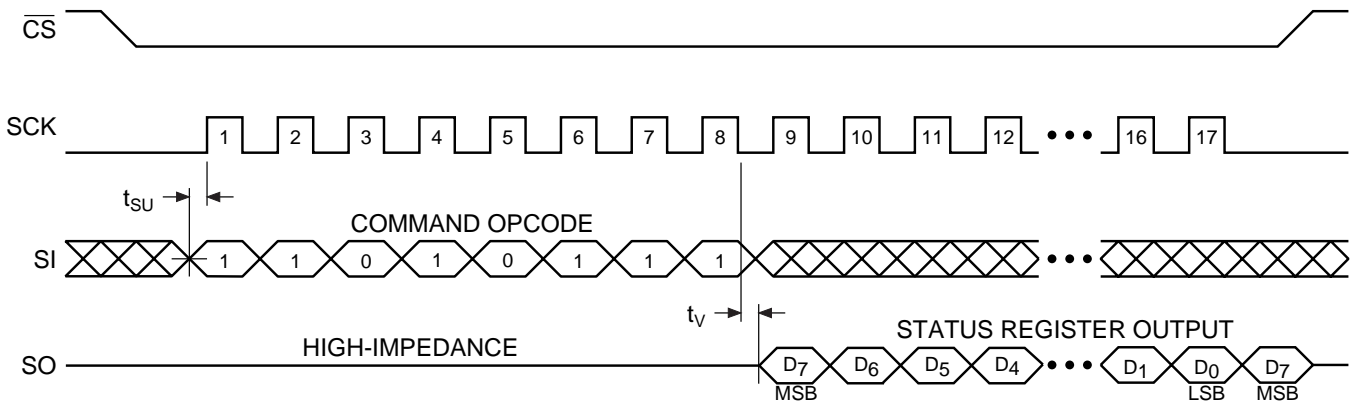 CS
SCK 1 2 3 4 5 6 7 8 9 10 11 12 ••• 16 17
tSU
COMMAND OPCODE
SI 1 1 0 1 0 1 1 1 •••
tV
HIGH-IMPEDANCE STATUS REGISTER OUTPUT
SO D7 D6 D5 D4 ••• D1 D0 D7
MSB LSB MSB